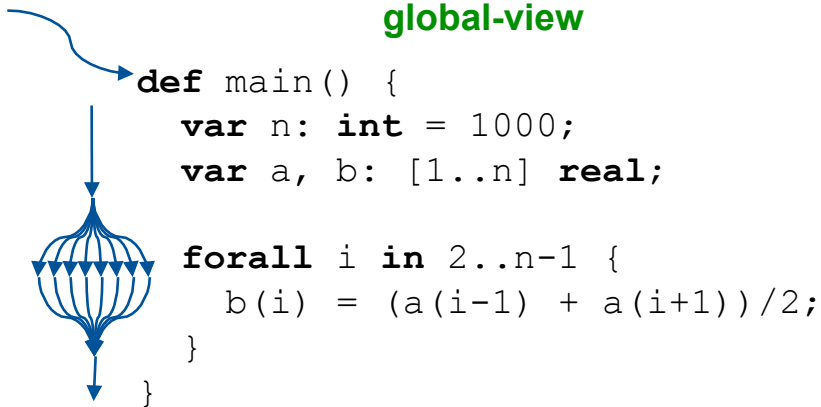 global-view
def main() {
var n: int = 1000;
var a, b: [1..n] real;
forall i in 2..n-1 {
b(i) = (a(i-1) + a(i+1))/2;
}
}